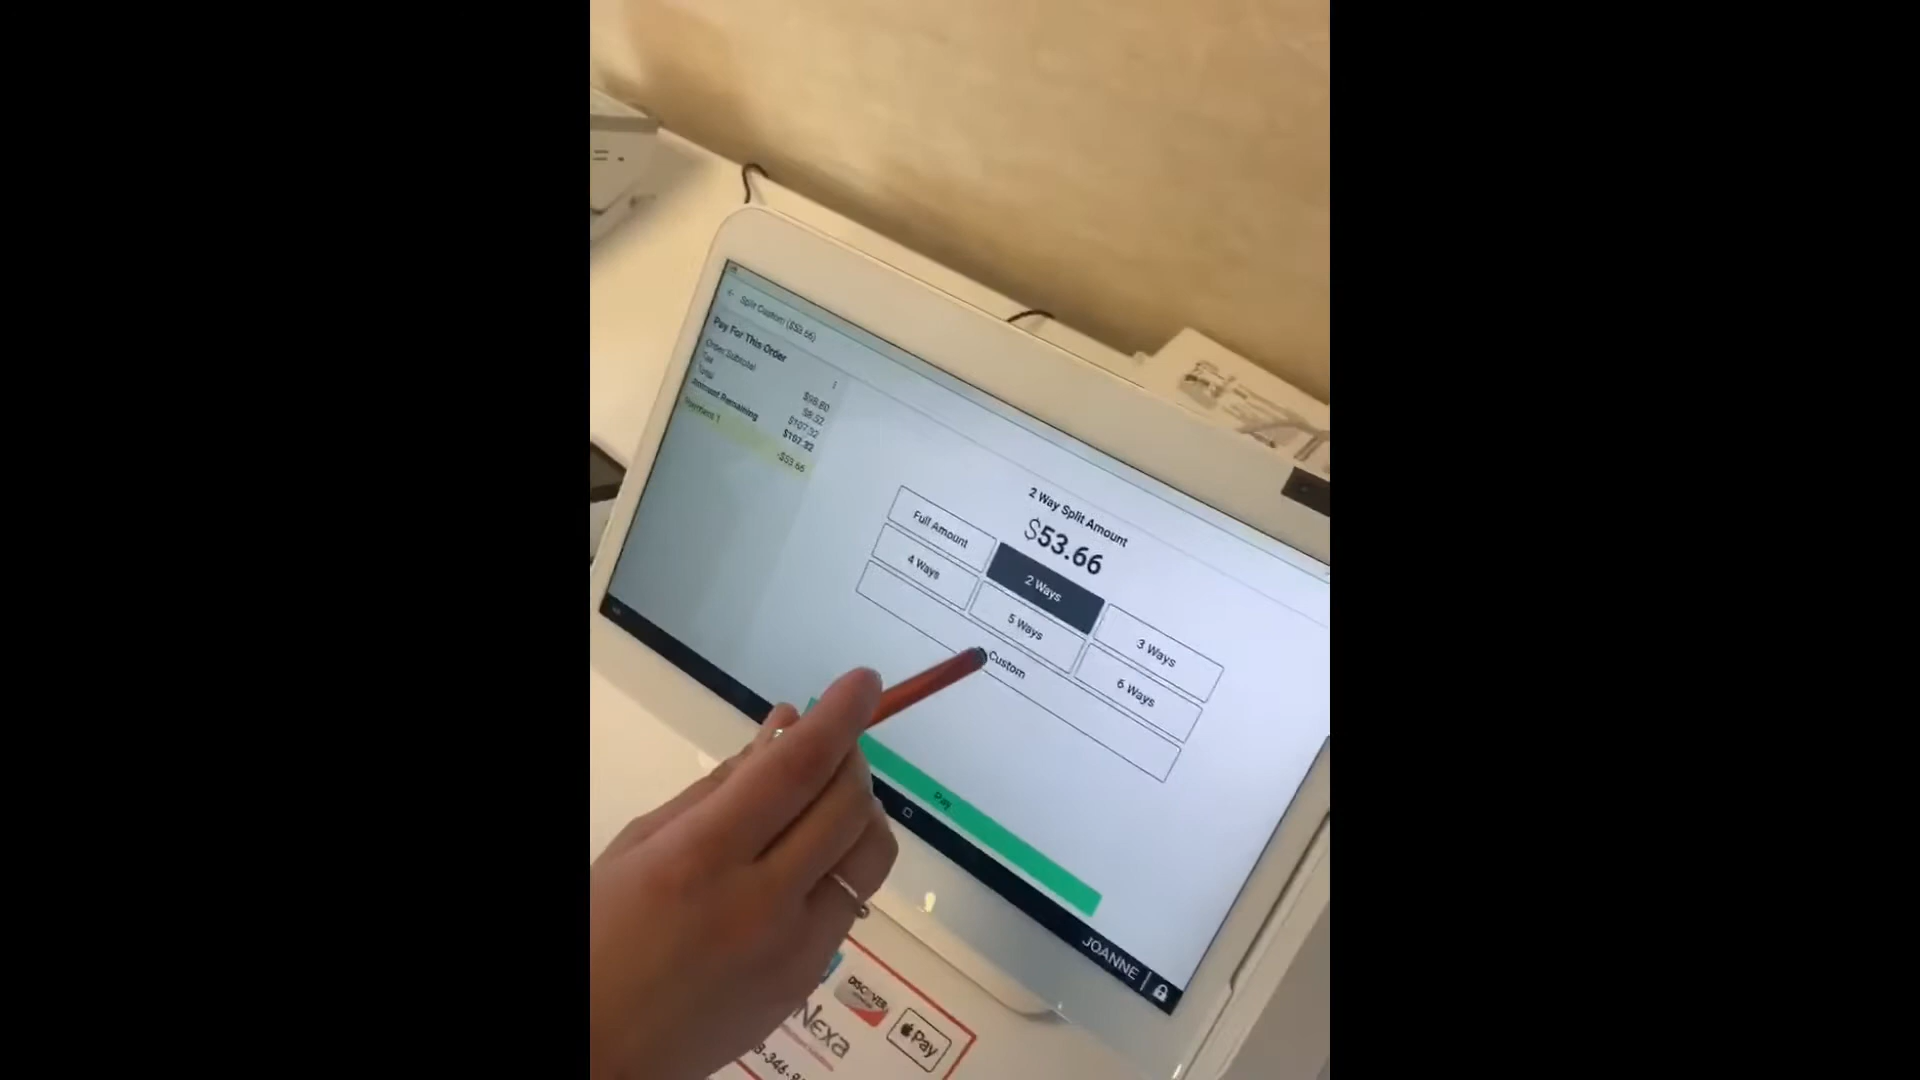 ← Split Custom ($53.66)
Pay For This Order
Order Subtotal $98.80
Tax $8.52
Total $107.32
Amount Remaining $107.32
Payment 1 -$53.66
2 Way Split Amount
$53.66
Full Amount 2 Ways 3 Ways
4 Ways 5 Ways 6 Ways
Custom
Pay
JOANNE
DISCOVER
Pay
Nexa